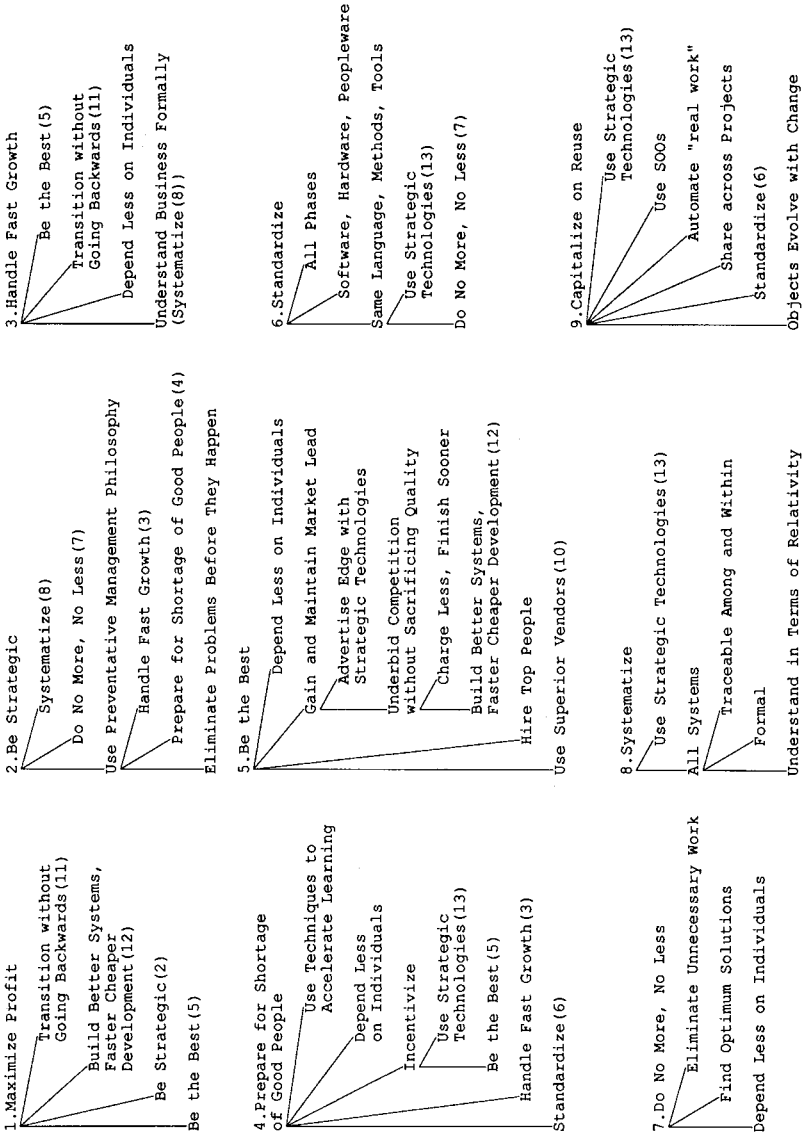 1.Maximize Profit
Transition without
Going Backwards(11)
Build Better Systems,
Faster Cheaper
Development(12)
Be Strategic(2)
Be the Best(5)
2.Be Strategic
Systematize(8)
Do No More, No Less(7)
Use Preventative Management Philosophy
Handle Fast Growth(3)
Prepare for Shortage of Good People(4)
Eliminate Problems Before They Happen
3.Handle Fast Growth
Be the Best(5)
Transition without
Going Backwards(11)
Depend Less on Individuals
Understand Business Formally
(Systematize(8))
4.Prepare for Shortage
of Good People
Use Techniques to
Accelerate Learning
Depend Less
on Individuals
Incentivize
Use Strategic
Technologies(13)
Be the Best(5)
Handle Fast Growth(3)
Standardize(6)
5.Be the Best
Depend Less on Individuals
Gain and Maintain Market Lead
Advertise Edge with
Strategic Technologies
Underbid Competition
without Sacrificing Quality
Charge Less, Finish Sooner
Build Better Systems,
Faster Cheaper Development(12)
Hire Top People
Use Superior Vendors(10)
6.Standardize
All Phases
Software, Hardware, Peopleware
Same Language, Methods, Tools
Use Strategic
Technologies(13)
Do No More, No Less(7)
7.Do No More, No Less
Eliminate Unnecessary Work
Find Optimum Solutions
Depend Less on Individuals
8.Systematize
Use Strategic Technologies(13)
All Systems
Traceable Among and Within
Formal
Understand in Terms of Relativity
9.Capitalize on Reuse
Use Strategic
Technologies(13)
Use SOOs
Automate "real work"
Share across Projects
Standardize(6)
Objects Evolve with Change